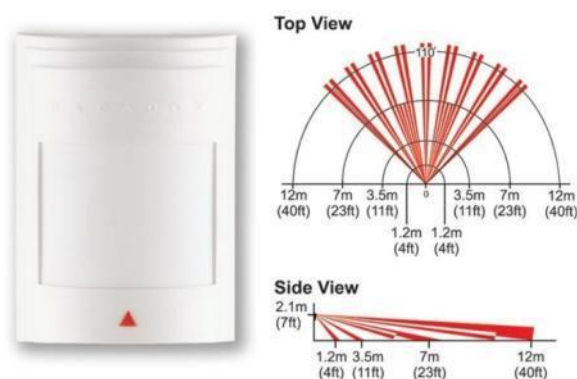 PARADOX
Top View
110°
12m 7m 3.5m 0 3.5m 7m 12m
(40ft) (23ft) (11ft) (11ft) (23ft) (40ft)
1.2m 1.2m
(4ft) (4ft)
Side View
2.1m
(7ft)
1.2m 3.5m 7m 12m
(4ft) (11ft) (23ft) (40ft)